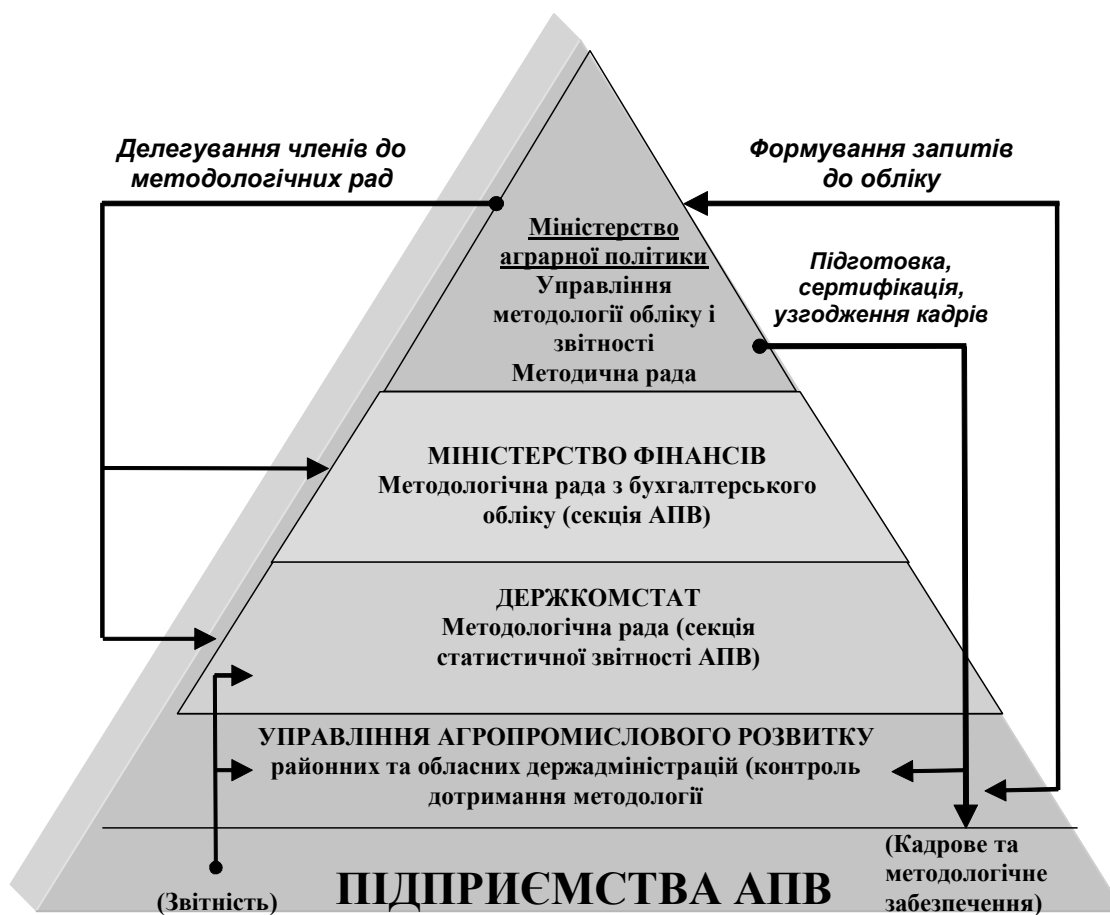 Делегування членів до
методологічних рад
Формування запитів
до обліку
Підготовка,
сертифікація,
узгодження кадрів
Міністерство
аграрної політики
Управління
методології обліку і
звітності
Методична рада
МІНІСТЕРСТВО ФІНАНСІВ
Методологічна рада з бухгалтерського
обліку (секція АПВ)
ДЕРЖКОМСТАТ
Методологічна рада (секція
статистичної звітності АПВ)
УПРАВЛІННЯ АГРОПРОМИСЛОВОГО РОЗВИТКУ
районних та обласних держадміністрацій (контроль
дотримання методології
(Звітність)
ПІДПРИЄМСТВА АПВ
(Кадрове та
методологічне
забезпечення)